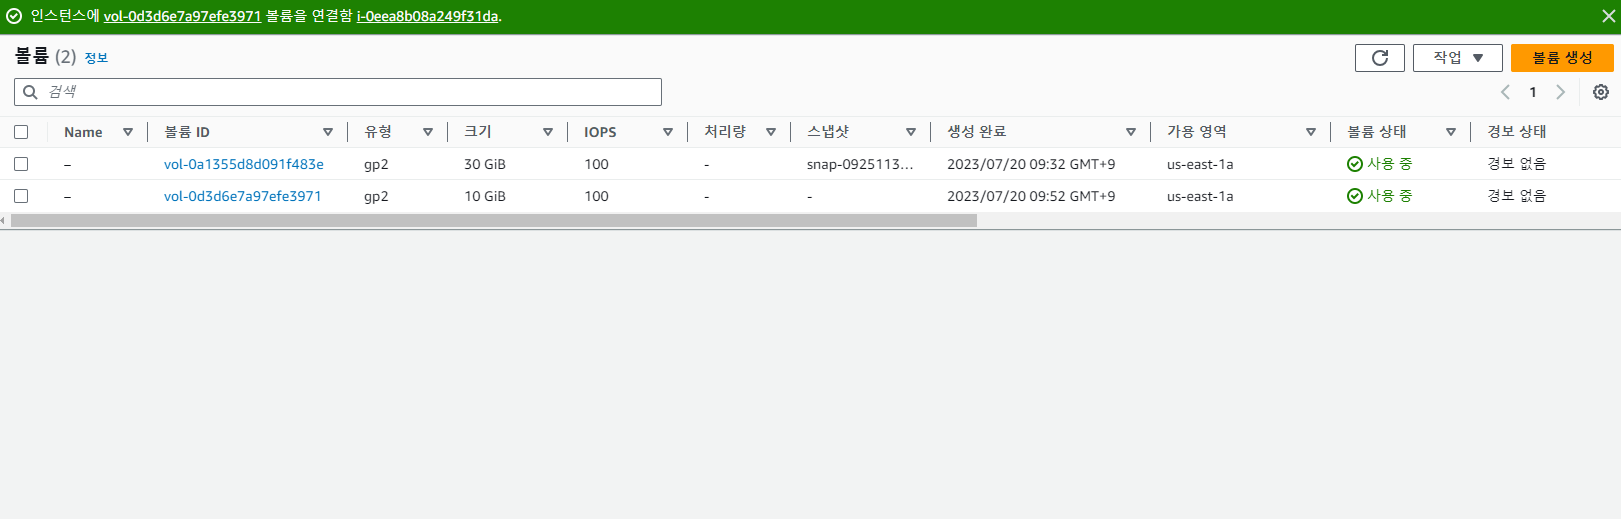 인스턴스에 vol-0d3d6e7a97efe3971 볼륨을 연결함 i-0eea8b08a249f31da.
볼륨 (2) 정보
작업 볼륨 생성
검색
1
Name 볼륨 ID 유형 크기 IOPS 처리량 스냅샷 생성 완료 가용 영역 볼륨 상태 경보 상태
– vol-0a1355d8d091f483e gp2 30 GiB 100 - snap-0925113... 2023/07/20 09:32 GMT+9 us-east-1a 사용 중 경보 없음
– vol-0d3d6e7a97efe3971 gp2 10 GiB 100 - - 2023/07/20 09:52 GMT+9 us-east-1a 사용 중 경보 없음